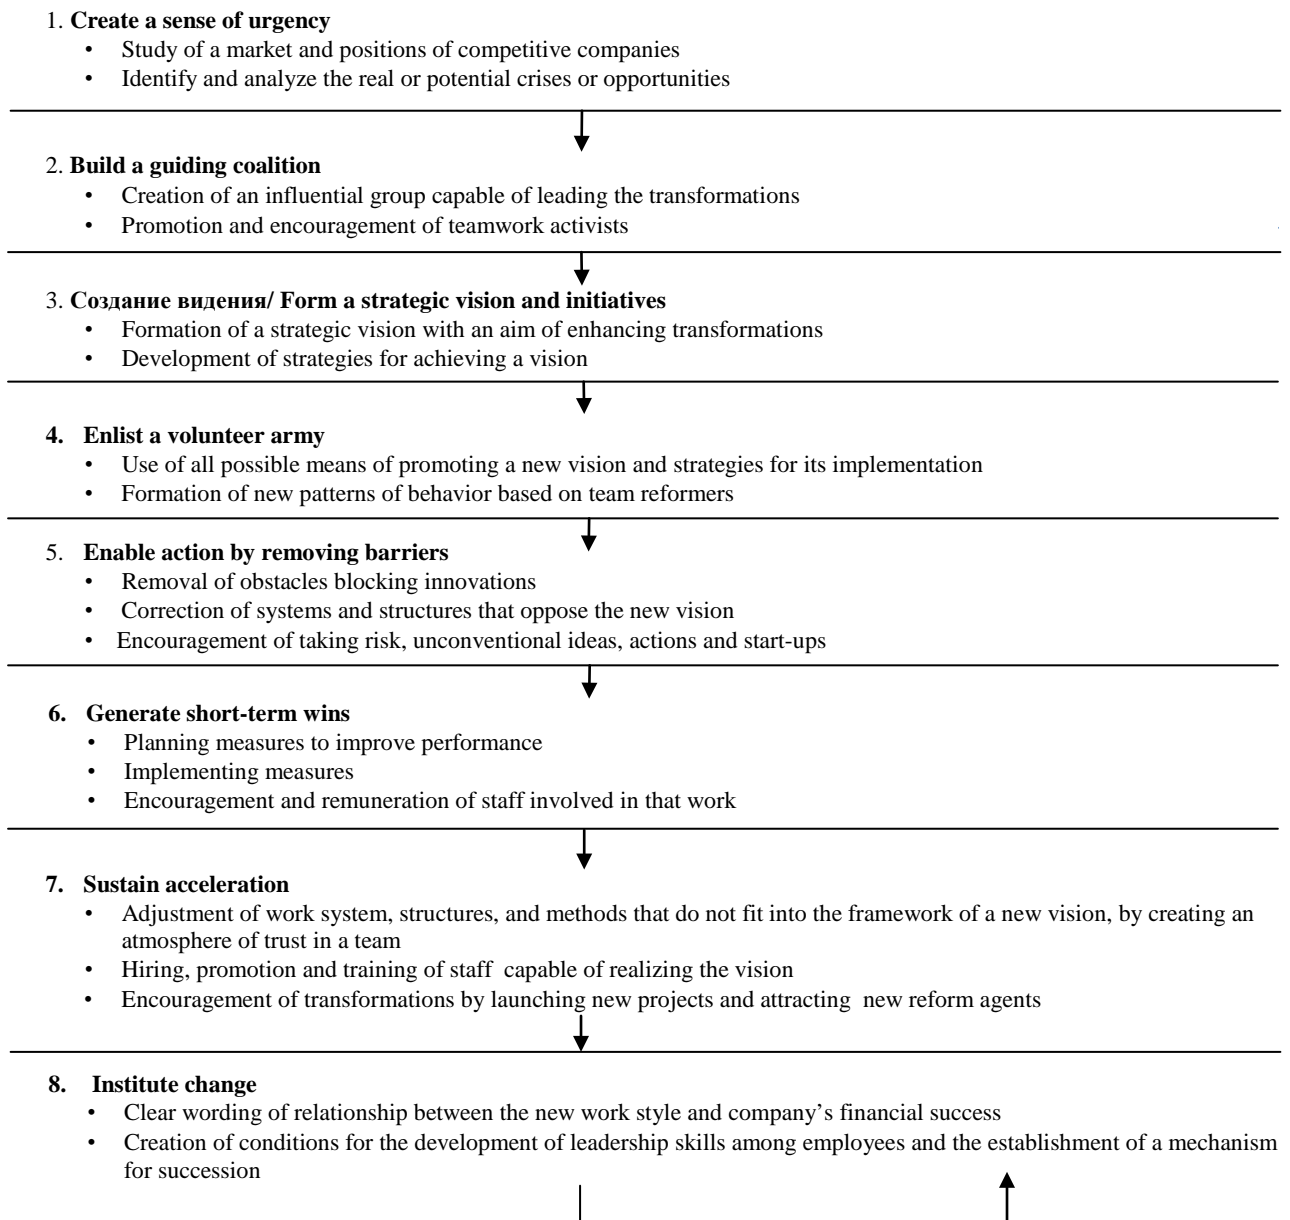 1. Create a sense of urgency
• Study of a market and positions of competitive companies
• Identify and analyze the real or potential crises or opportunities
2. Build a guiding coalition
• Creation of an influential group capable of leading the transformations
• Promotion and encouragement of teamwork activists
3. Создание видения/ Form a strategic vision and initiatives
• Formation of a strategic vision with an aim of enhancing transformations
• Development of strategies for achieving a vision
4. Enlist a volunteer army
• Use of all possible means of promoting a new vision and strategies for its implementation
• Formation of new patterns of behavior based on team reformers
5. Enable action by removing barriers
• Removal of obstacles blocking innovations
• Correction of systems and structures that oppose the new vision
• Encouragement of taking risk, unconventional ideas, actions and start-ups
6. Generate short-term wins
• Planning measures to improve performance
• Implementing measures
• Encouragement and remuneration of staff involved in that work
7. Sustain acceleration
• Adjustment of work system, structures, and methods that do not fit into the framework of a new vision, by creating an
atmosphere of trust in a team
• Hiring, promotion and training of staff capable of realizing the vision
• Encouragement of transformations by launching new projects and attracting new reform agents
8. Institute change
• Clear wording of relationship between the new work style and company's financial success
• Creation of conditions for the development of leadership skills among employees and the establishment of a mechanism
for succession